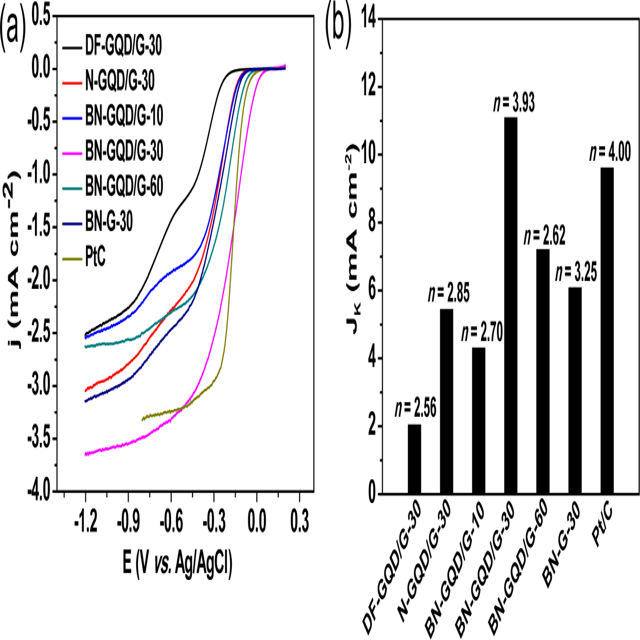 (a)
0.5
0.0
-0.5
-1.0
-1.5
-2.0
-2.5
-3.0
-3.5
-4.0
j (mA cm-2)
DF-GQD/G-30
N-GQD/G-30
BN-GQD/G-10
BN-GQD/G-30
BN-GQD/G-60
BN-G-30
PtC
-1.2 -0.9 -0.6 -0.3 0.0 0.3
E (V vs. Ag/AgCl)
(b)
14
12
10
8
6
4
2
0
JK (mA cm-2)
n = 2.56
n = 2.85
n = 2.70
n = 3.93
n = 2.62
n = 3.25
n = 4.00
DF-GQD/G-30
N-GQD/G-30
BN-GQD/G-10
BN-GQD/G-30
BN-GQD/G-60
BN-G-30
Pt/C